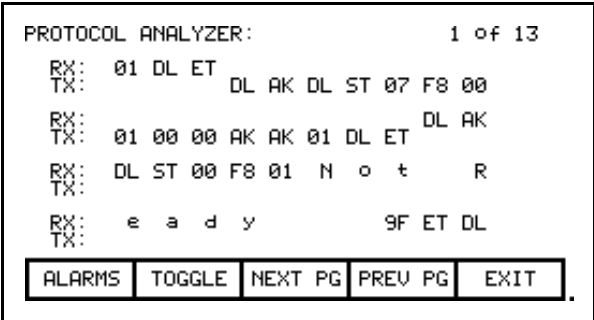 PROTOCOL ANALYZER: 1 of 13
RX: 01 DL ET
TX: DL AK DL ST 07 F8 00
RX: DL AK
TX: 01 00 00 AK AK 01 DL ET
RX: DL ST 00 F8 01 N o t R
TX:
RX: e a d y 9F ET DL
TX:
ALARMS TOGGLE NEXT PG PREV PG EXIT
.